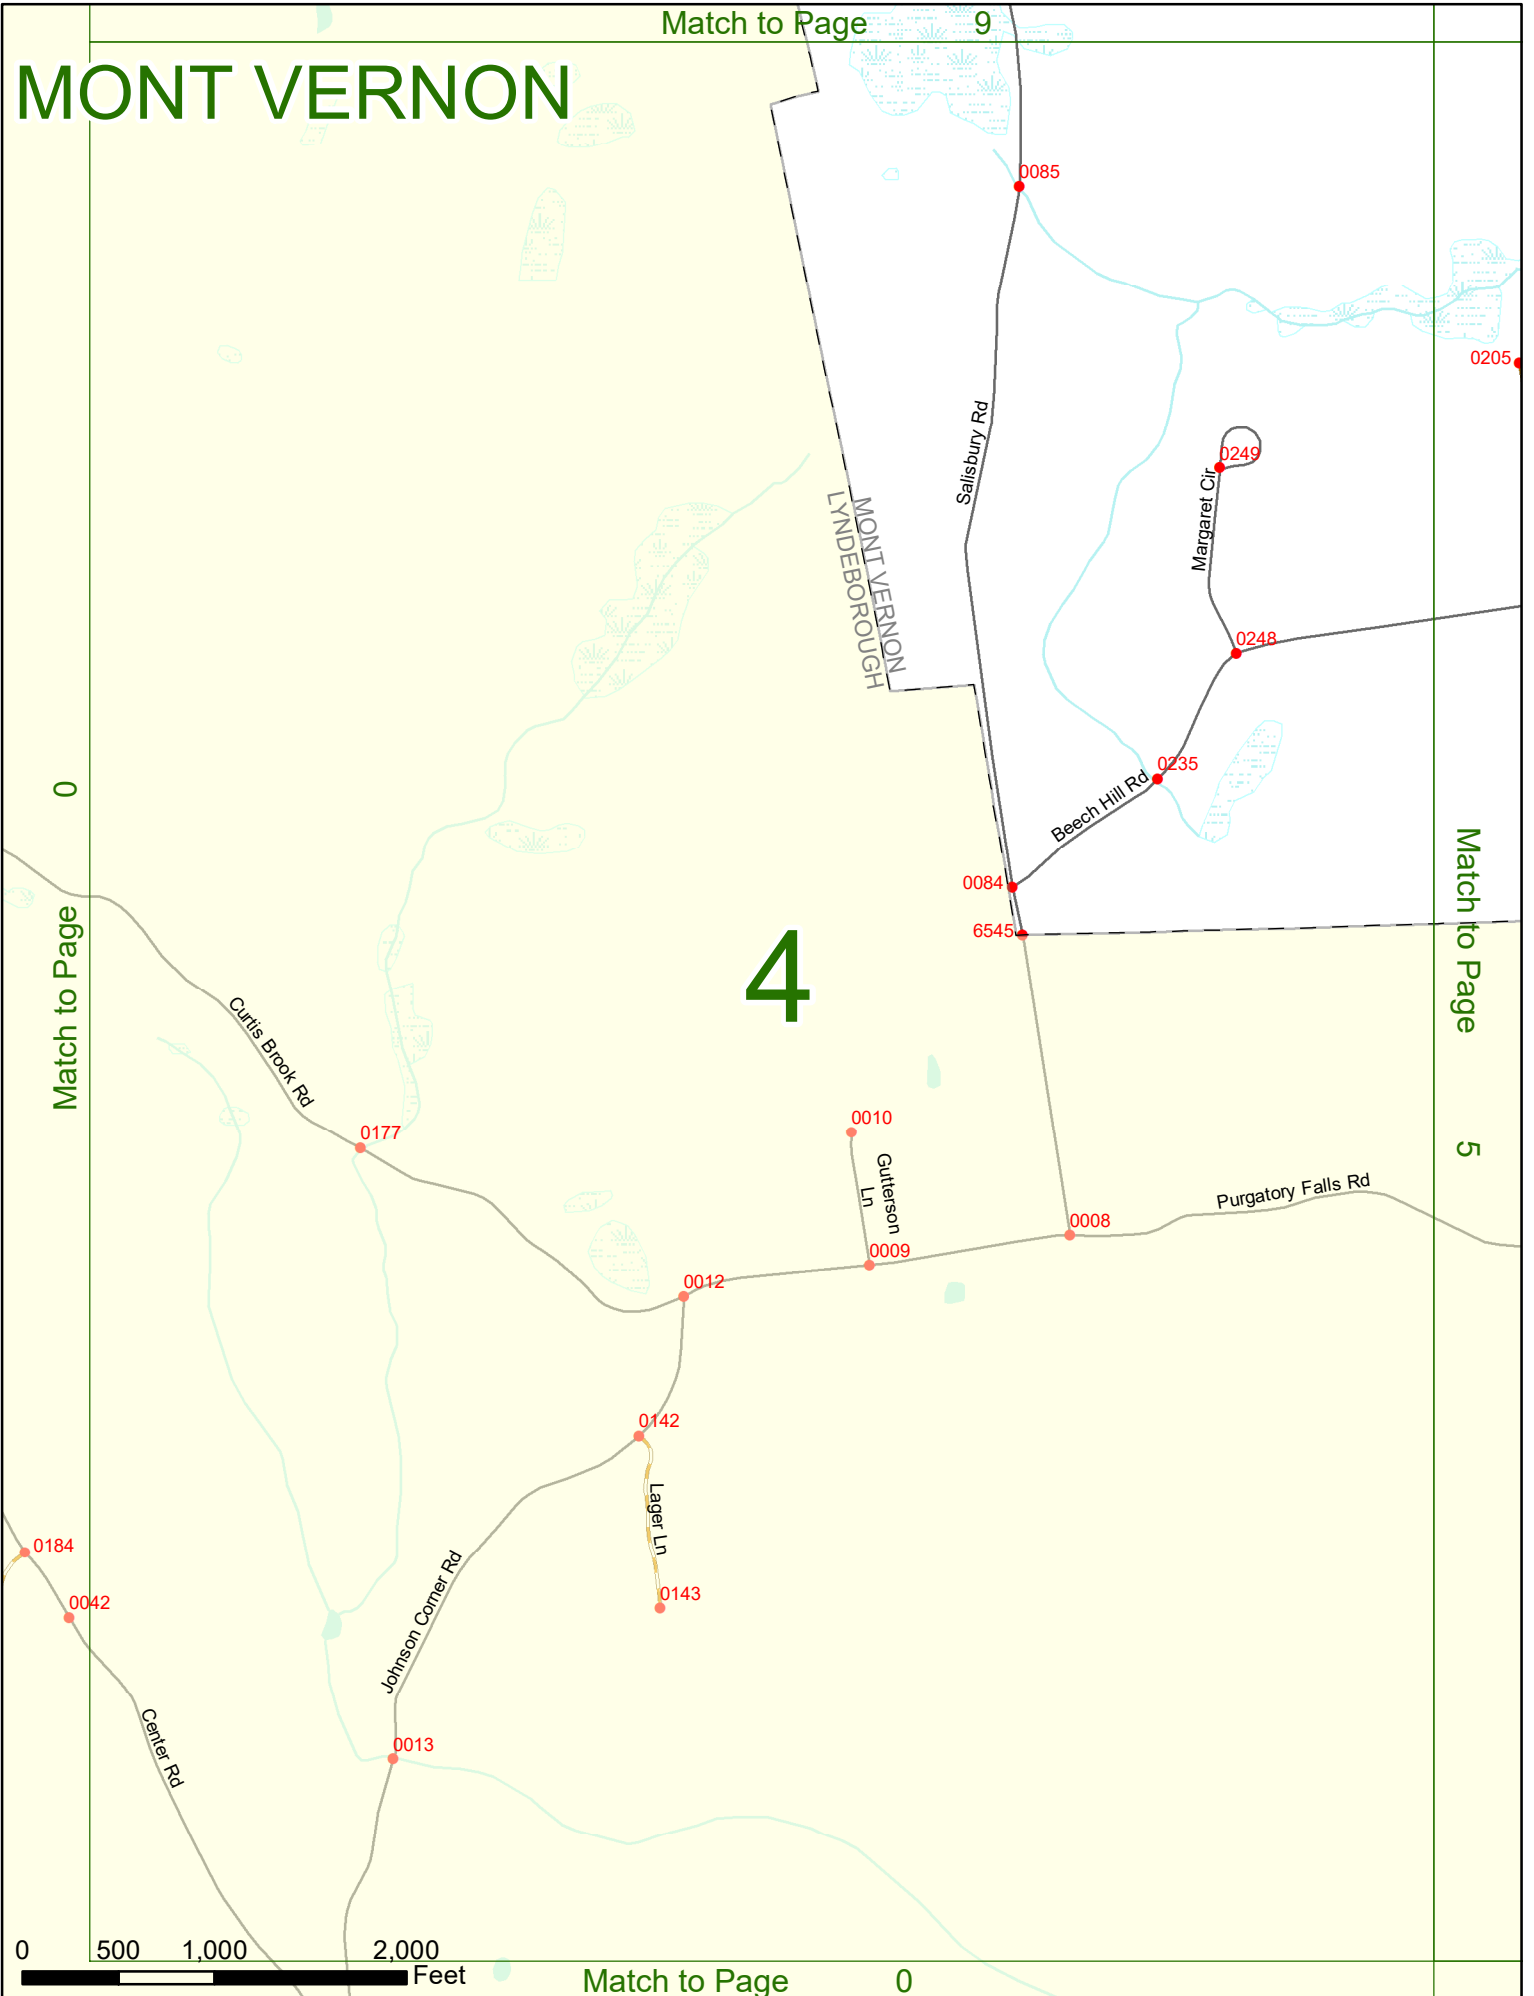 Match to Page 9
MONT VERNON
0085
0205
Salisbury Rd
0249
Margaret Cir
MONT VERNON
LYNDEBOROUGH
0248
0235
Beech Hill Rd
0084
6545
Match to Page 0
Match to Page 5
4
Curtis Brook Rd
0177
0010
Gutterson
Ln
0009
0008
Purgatory Falls Rd
0012
0142
Lager Ln
0143
0184
0042
Johnson Corner Rd
Center Rd
0013
0 500 1,000 2,000
Feet
Match to Page 0